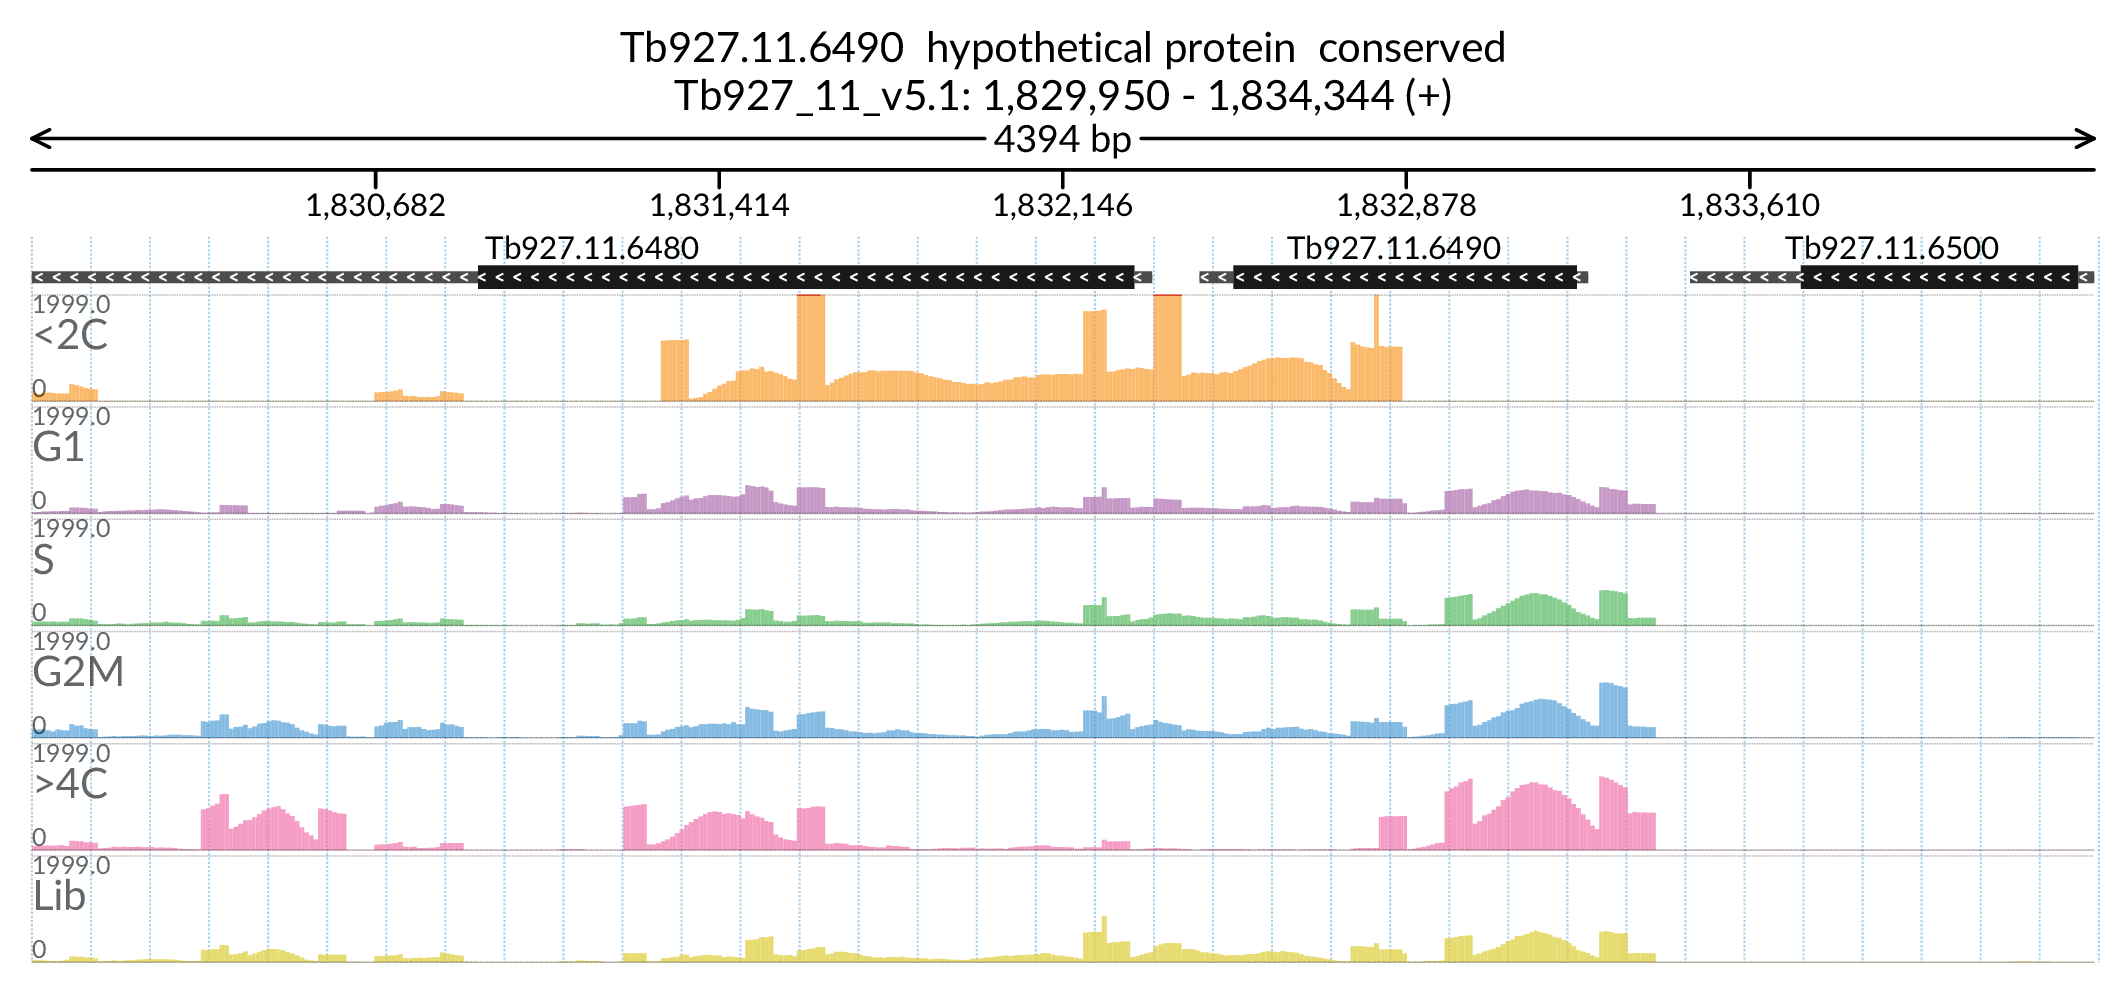 Tb927.11.6490 hypothetical protein conserved
Tb927_11_v5.1: 1,829,950 - 1,834,344 (+)
4394 bp
1,830,682 1,831,414 1,832,146 1,832,878 1,833,610
Tb927.11.6480 Tb927.11.6490 Tb927.11.6500
1999.0
<2C
0
1999.0
G1
0
1999.0
S
0
1999.0
G2M
0
1999.0
>4C
0
1999.0
Lib
0